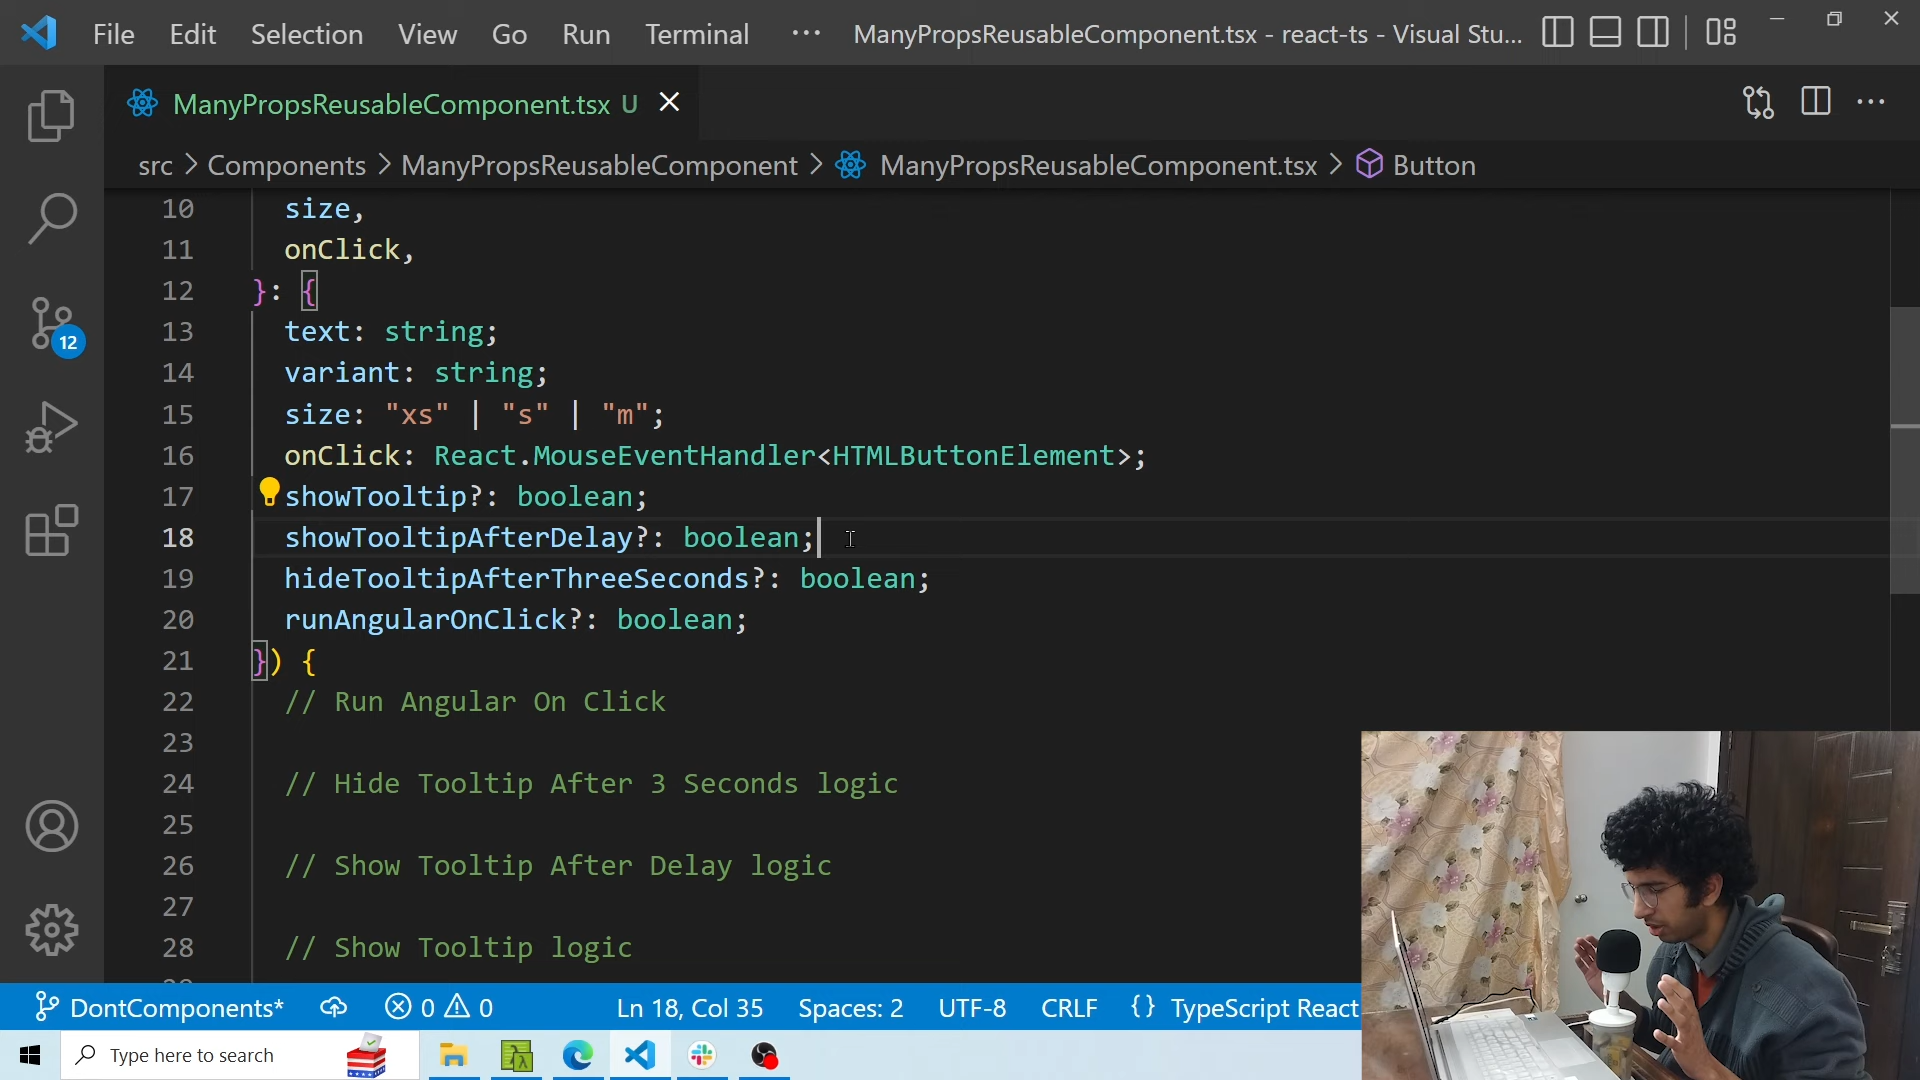 File Edit Selection View Go Run Terminal ··· ManyPropsReusableComponent.tsx - react-ts - Visual Stu...
ManyPropsReusableComponent.tsx U
src > Components > ManyPropsReusableComponent > ManyPropsReusableComponent.tsx > Button
10 size,
11 onClick,
12 }: {
13 text: string;
14 variant: string;
15 size: "xs" | "s" | "m";
16 onClick: React.MouseEventHandler<HTMLButtonElement>;
17 showTooltip?: boolean;
18 showTooltipAfterDelay?: boolean;
19 hideTooltipAfterThreeSeconds?: boolean;
20 runAngularOnClick?: boolean;
21 }) {
22 // Run Angular On Click
23
24 // Hide Tooltip After 3 Seconds logic
25
26 // Show Tooltip After Delay logic
27
28 // Show Tooltip logic
12
DontComponents* 0 0 Ln 18, Col 35 Spaces: 2 UTF-8 CRLF {} TypeScript React
Type here to search